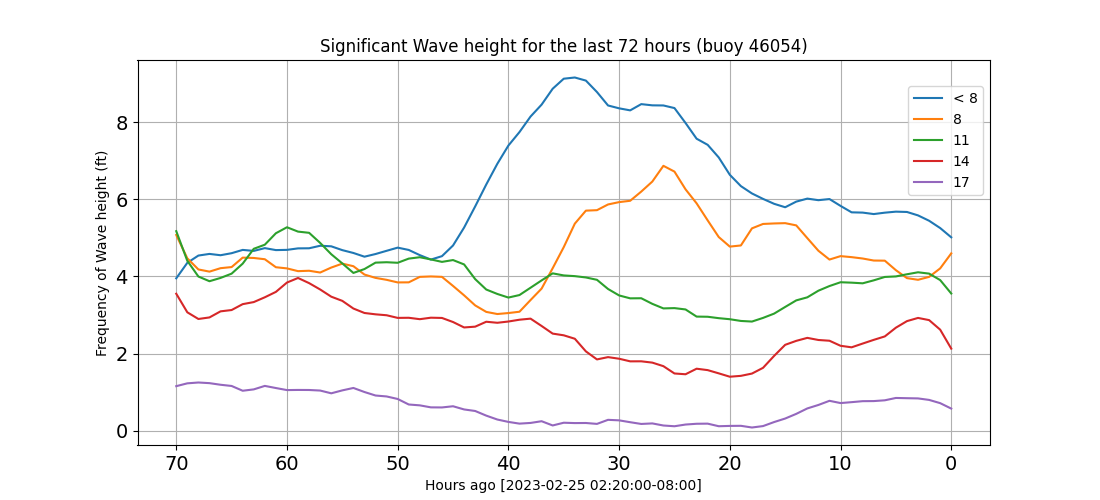 Significant Wave height for the last 72 hours (buoy 46054)
Frequency of Wave height (ft)
8
6
4
2
0
< 8
8
11
14
17
70 60 50 40 30 20 10 0
Hours ago [2023-02-25 02:20:00-08:00]